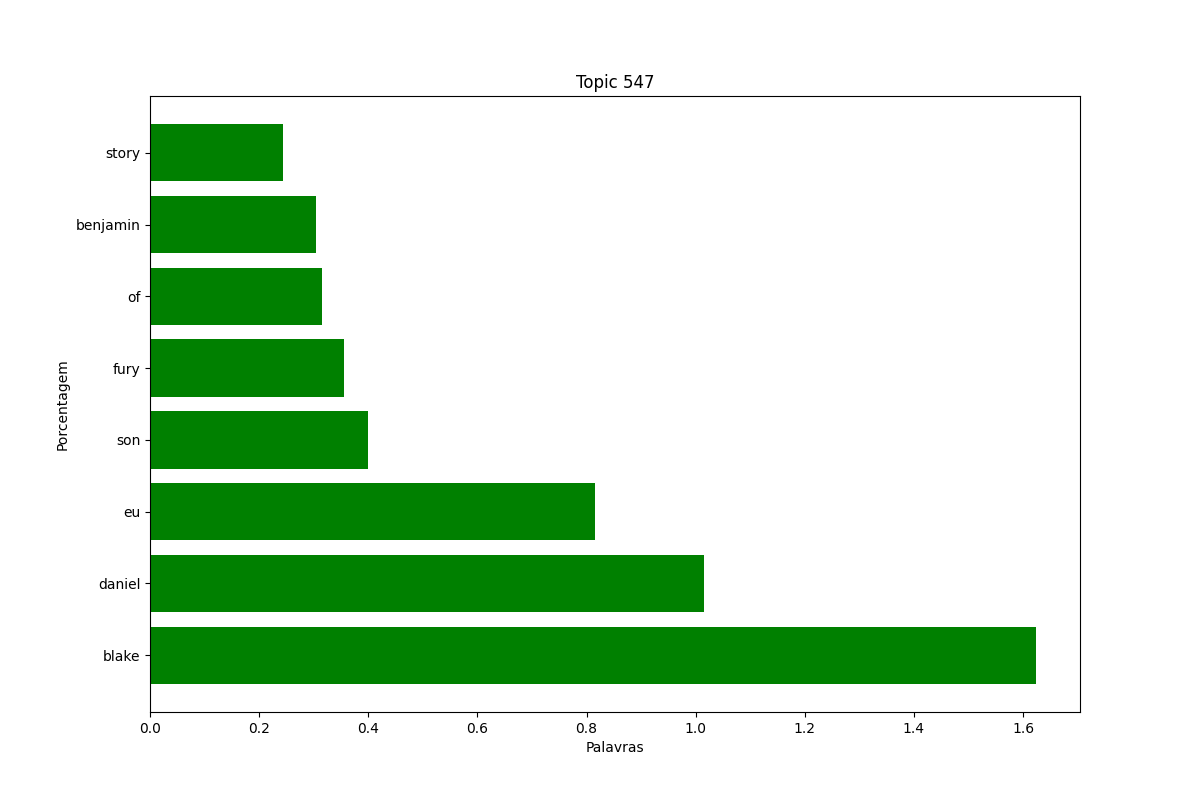 Topic 547
story
benjamin
of
fury
son
eu
daniel
blake
Porcentagem
0.0 0.2 0.4 0.6 0.8 1.0 1.2 1.4 1.6
Palavras